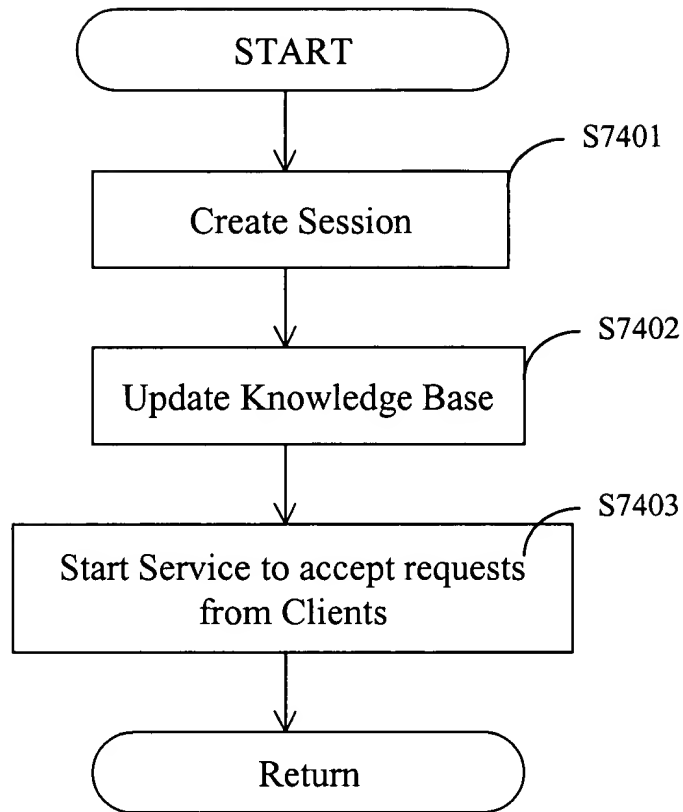 START
S7401
Create Session
S7402
Update Knowledge Base
S7403
Start Service to accept requests
from Clients
Return